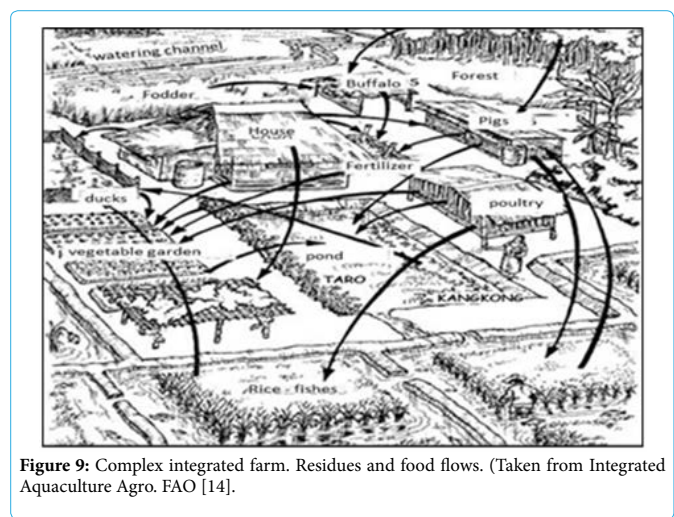 watering channel
Fodder
Buffalo s
Forest
Pigs
House
Fertilizer
ducks
poultry
vegetable garden
pond
TARO
KANGKONG
Rice - fishes
Figure 9: Complex integrated farm. Residues and food flows. (Taken from Integrated
Aquaculture Agro. FAO [14].